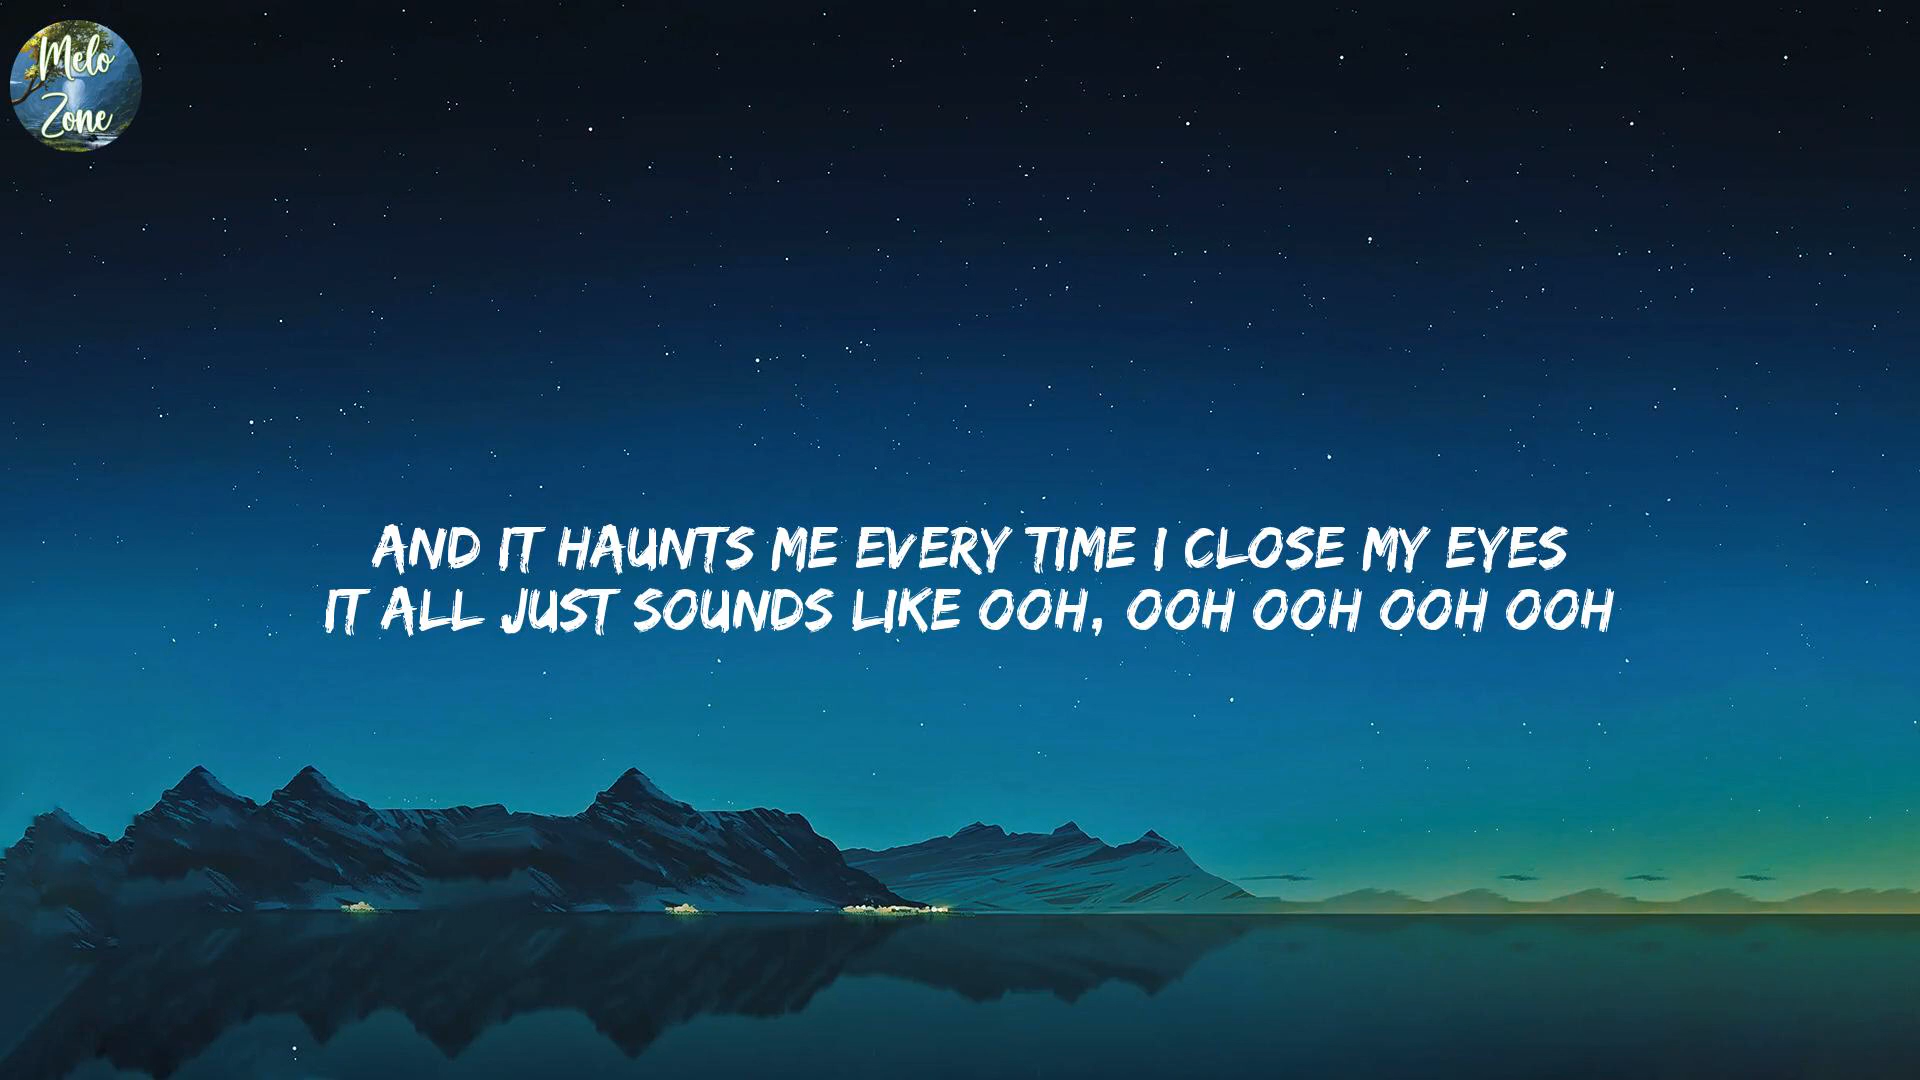 Melo
Zone
AND IT HAUNTS ME EVERY TIME I CLOSE MY EYES
IT ALL JUST SOUNDS LIKE OOH, OOH OOH OOH OOH